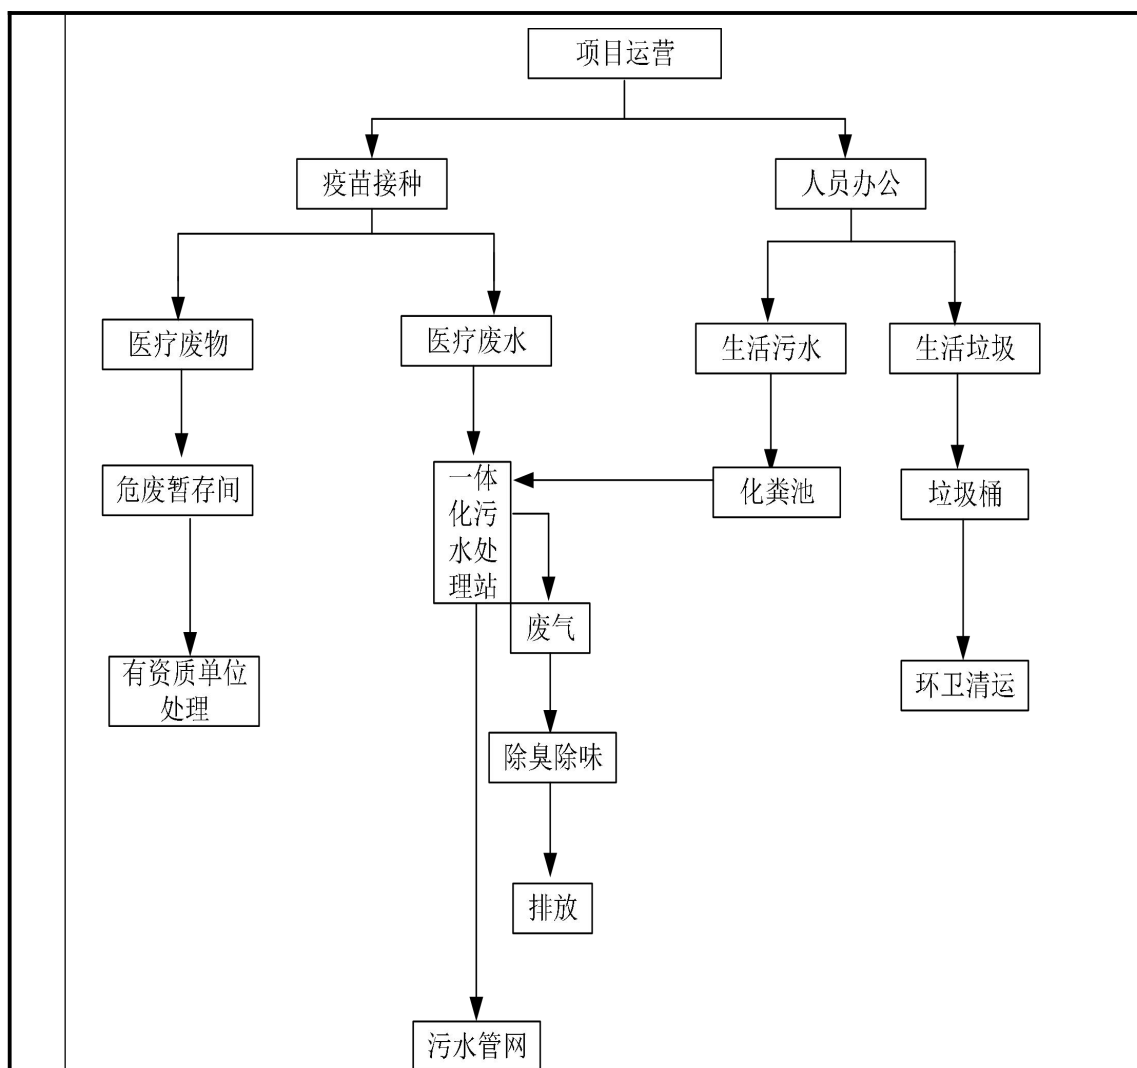 项目运营
疫苗接种
人员办公
医疗废物
医疗废水
生活污水
生活垃圾
危废暂存间
一体
化污
水处
理站
化粪池
垃圾桶
废气
有资质单位
处理
环卫清运
除臭除味
排放
污水管网